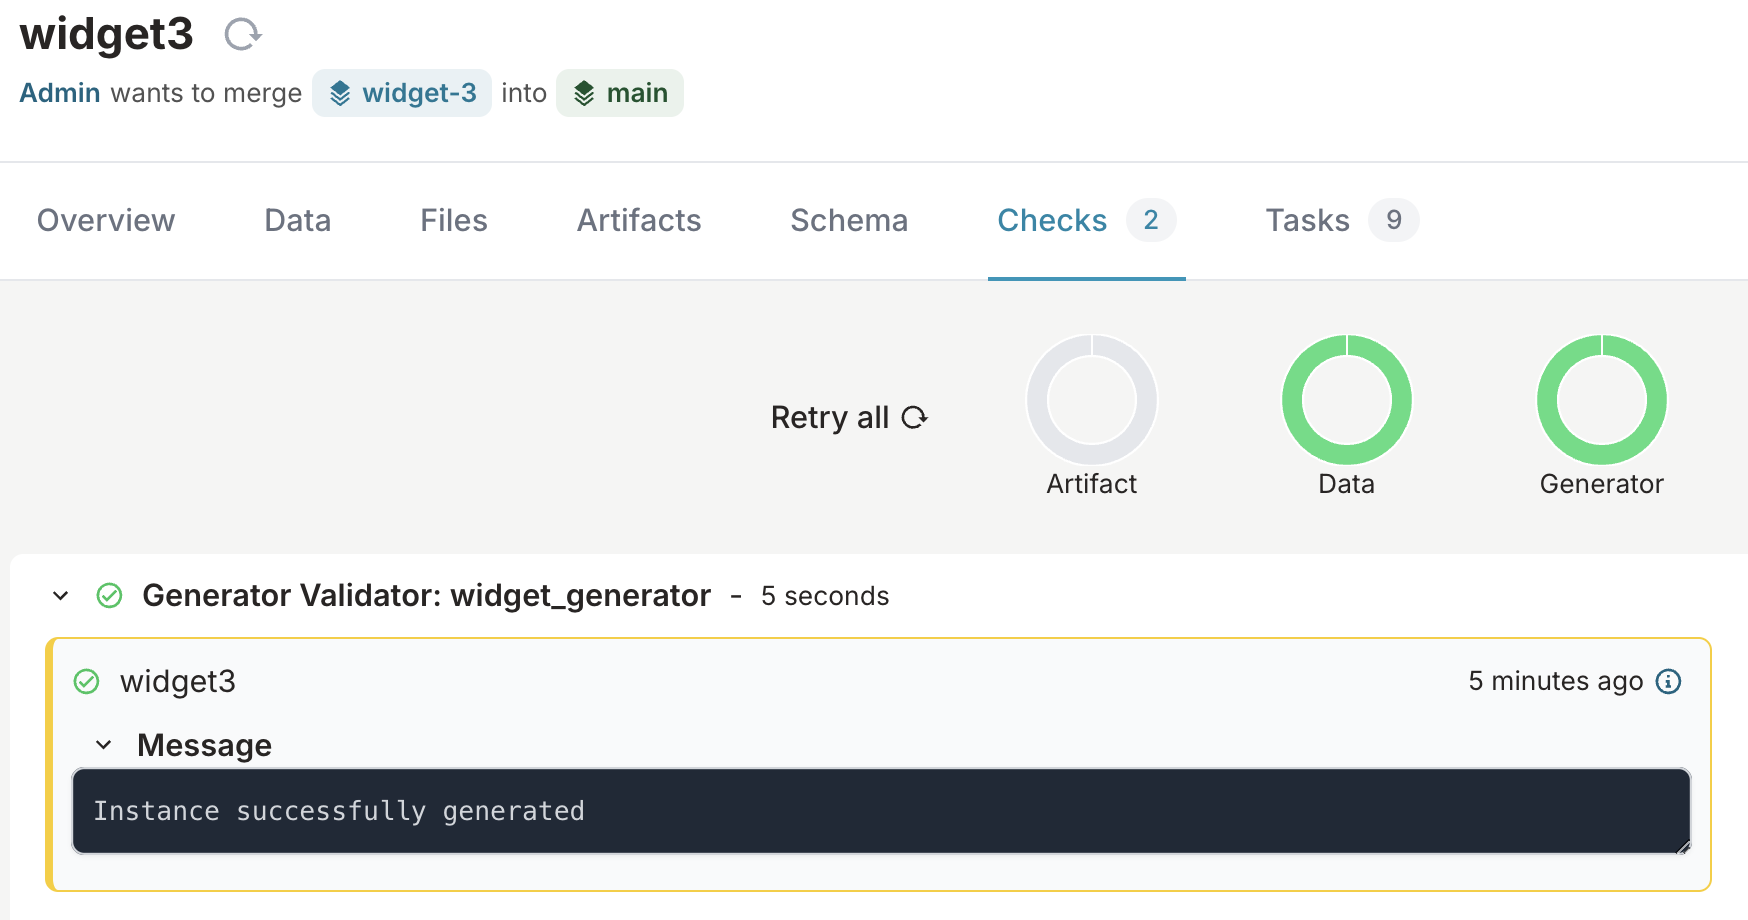 widget3
Admin wants to merge widget-3 into main
Overview Data Files Artifacts Schema Checks 2 Tasks 9
Retry all
Artifact Data Generator
Generator Validator: widget_generator - 5 seconds
widget3 5 minutes ago
Message
Instance successfully generated